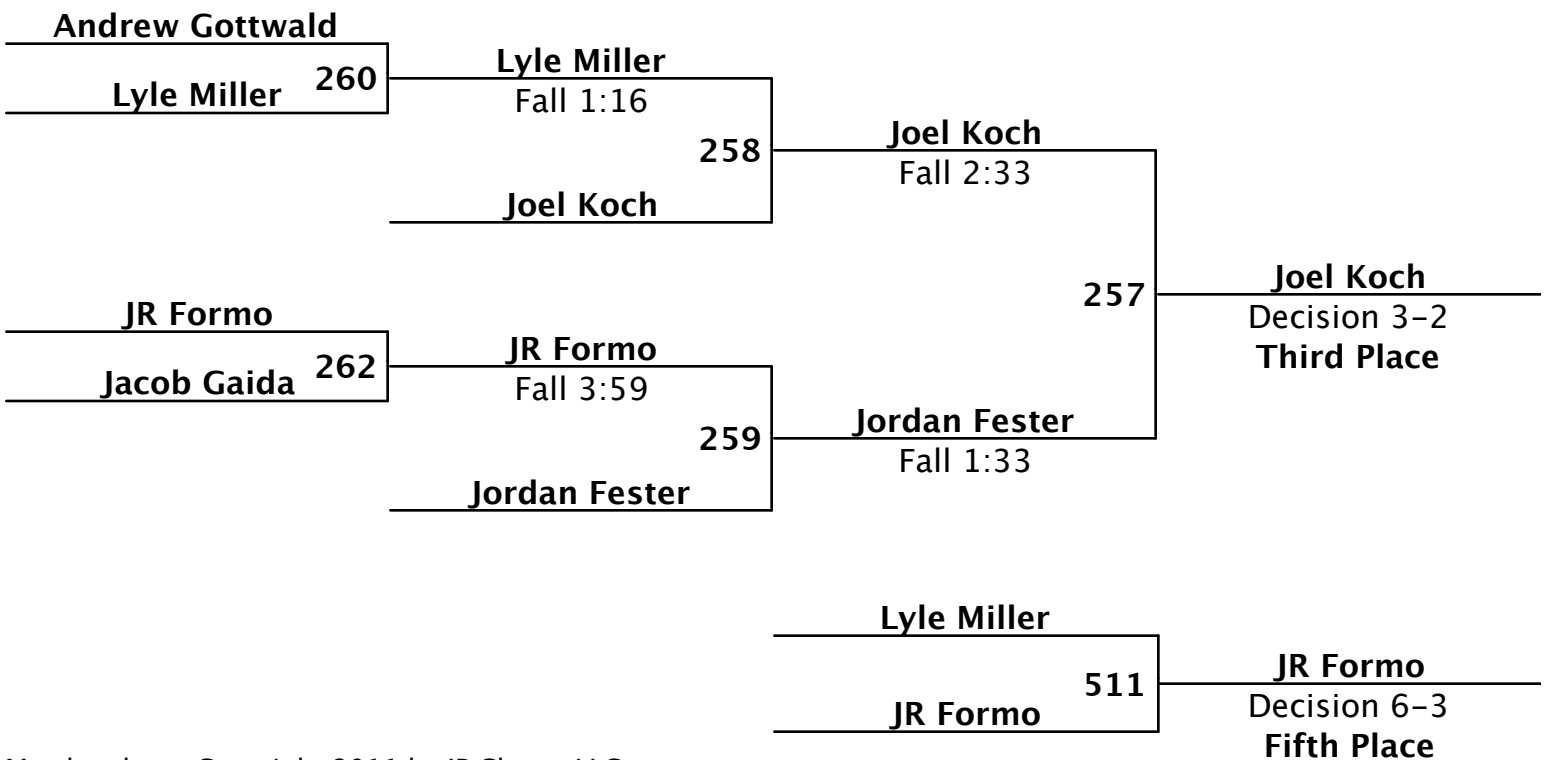 Andrew Gottwald
Lyle Miller
260
Lyle Miller
Fall 1:16
Joel Koch
258
Joel Koch
Fall 2:33
JR Formo
Jacob Gaida
262
JR Formo
Fall 3:59
Jordan Fester
259
Jordan Fester
Fall 1:33
257
Joel Koch
Decision 3-2
Third Place
Lyle Miller
JR Formo
511
JR Formo
Decision 6-3
Fifth Place